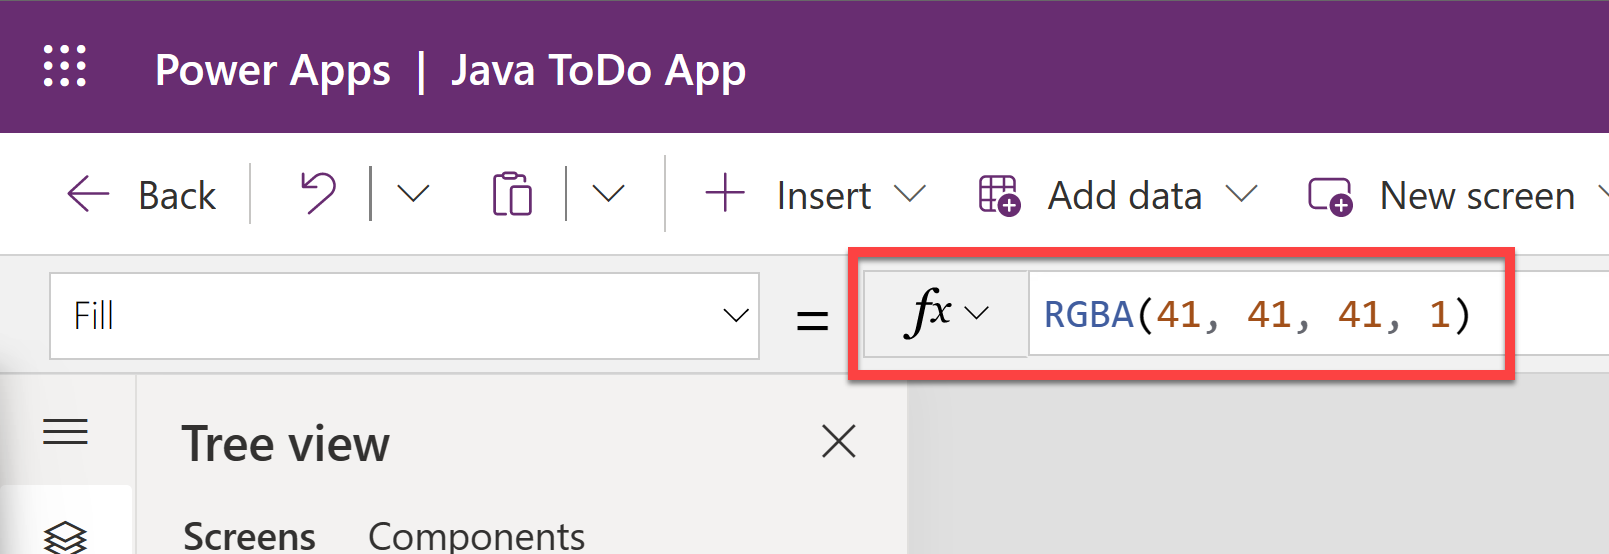 Power Apps | Java ToDo App
Back Insert Add data New screen
Fill = fx RGBA(41, 41, 41, 1)
Tree view
Screens Components